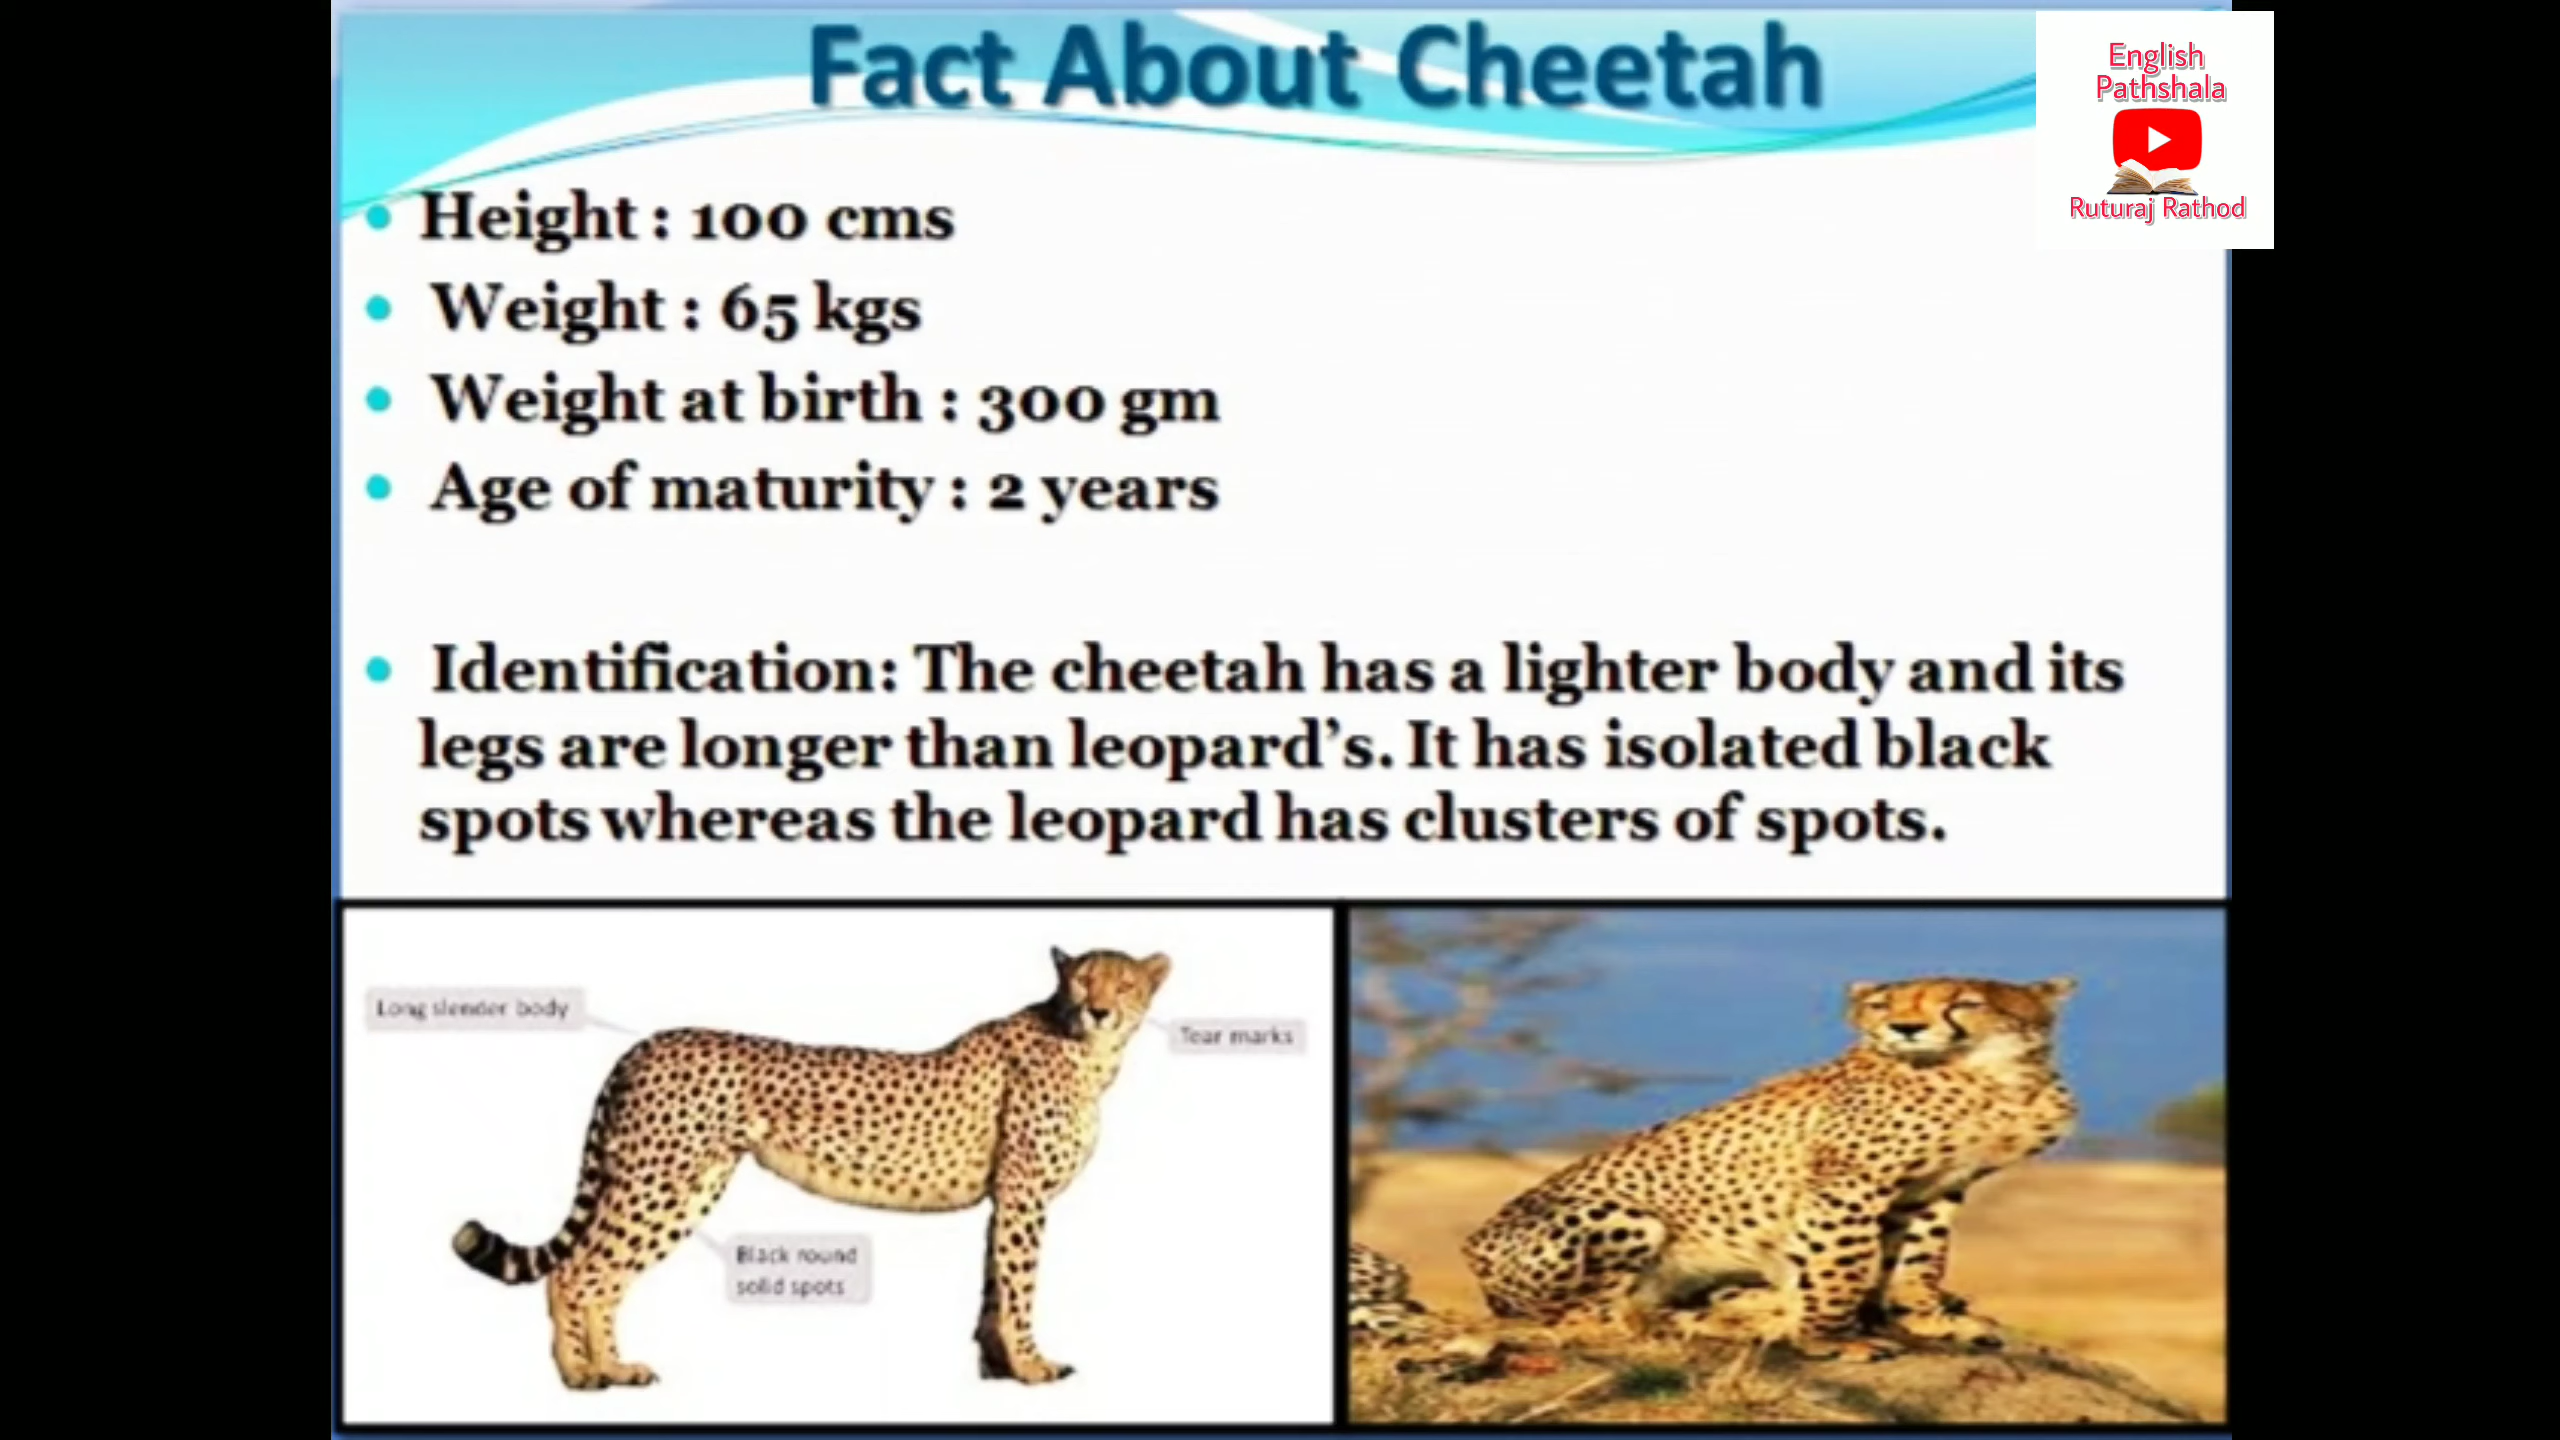 Fact About Cheetah
English
Pathshala
Ruturaj Rathod
Height : 100 cms
Weight : 65 kgs
Weight at birth : 300 gm
Age of maturity : 2 years
Identification: The cheetah has a lighter body and its
legs are longer than leopard's. It has isolated black
spots whereas the leopard has clusters of spots.
Long slender body
Tear marks
Black round
solid spots